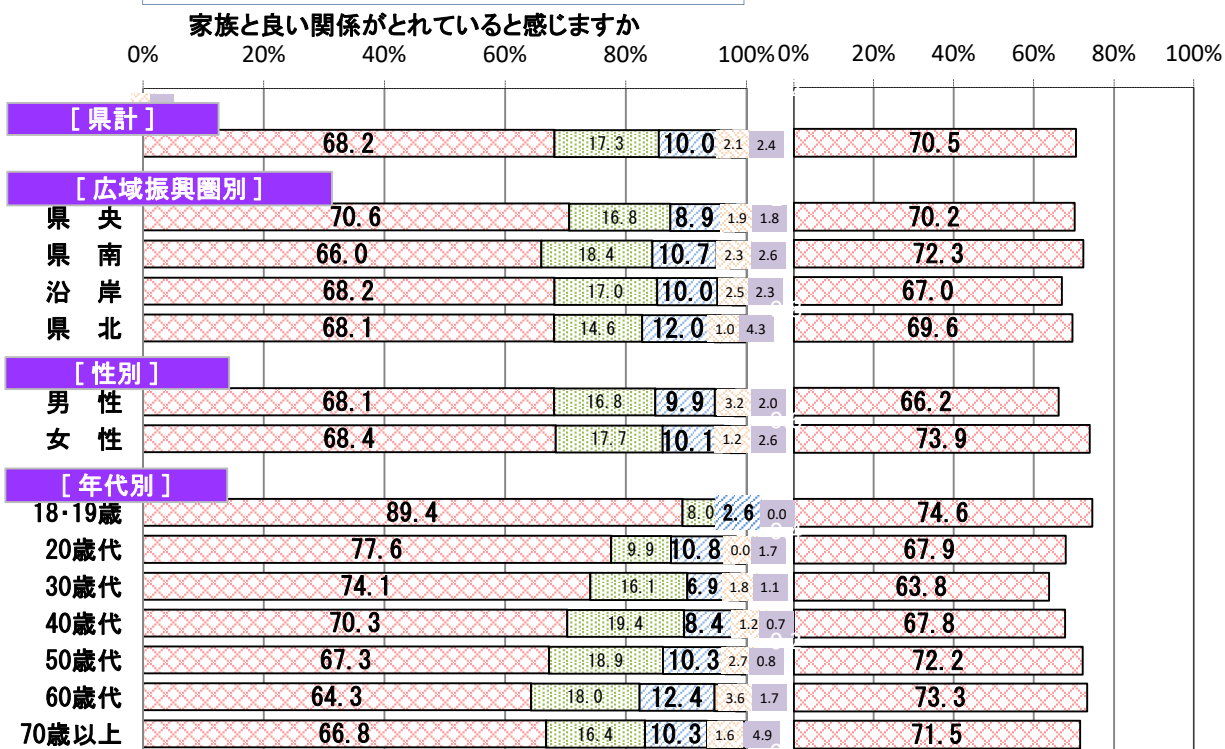 家族と良い関係がとれていると感じますか
0% 20% 40% 60% 80% 100% 0% 20% 40% 60% 80% 100%
[ 県計 ]
68.2 17.3 10.0 2.1 2.4 70.5
[ 広域振興圏別 ]
県 央 70.6 16.8 8.9 1.9 1.8 70.2
県 南 66.0 18.4 10.7 2.3 2.6 72.3
沿 岸 68.2 17.0 10.0 2.5 2.3 67.0
県 北 68.1 14.6 12.0 1.0 4.3 69.6
[ 性別 ]
男 性 68.1 16.8 9.9 3.2 2.0 66.2
女 性 68.4 17.7 10.1 1.2 2.6 73.9
[ 年代別 ]
18・19歳 89.4 8.0 2.6 0.0 74.6
20歳代 77.6 9.9 10.8 0.0 1.7 67.9
30歳代 74.1 16.1 6.9 1.8 1.1 63.8
40歳代 70.3 19.4 8.4 1.2 0.7 67.8
50歳代 67.3 18.9 10.3 2.7 0.8 72.2
60歳代 64.3 18.0 12.4 3.6 1.7 73.3
70歳以上 66.8 16.4 10.3 1.6 4.9 71.5